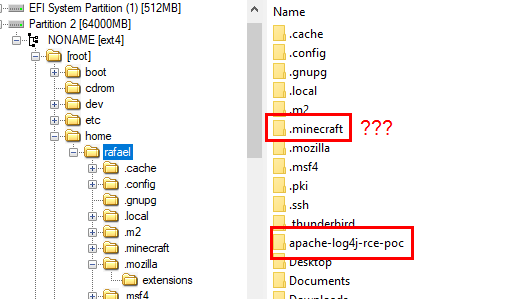 EFI System Partition (1) [512MB]
Partition 2 [64000MB]
NONAME [ext4]
[root]
boot
cdrom
dev
etc
home
rafael
.cache
.config
.gnupg
.local
.m2
.minecraft
.mozilla
extensions
.msf4
Name
.cache
.config
.gnupg
.local
.m2
.minecraft ???
.mozilla
.msf4
.pki
.ssh
.thunderbird
apache-log4j-rce-poc
Desktop
Documents
Downloads